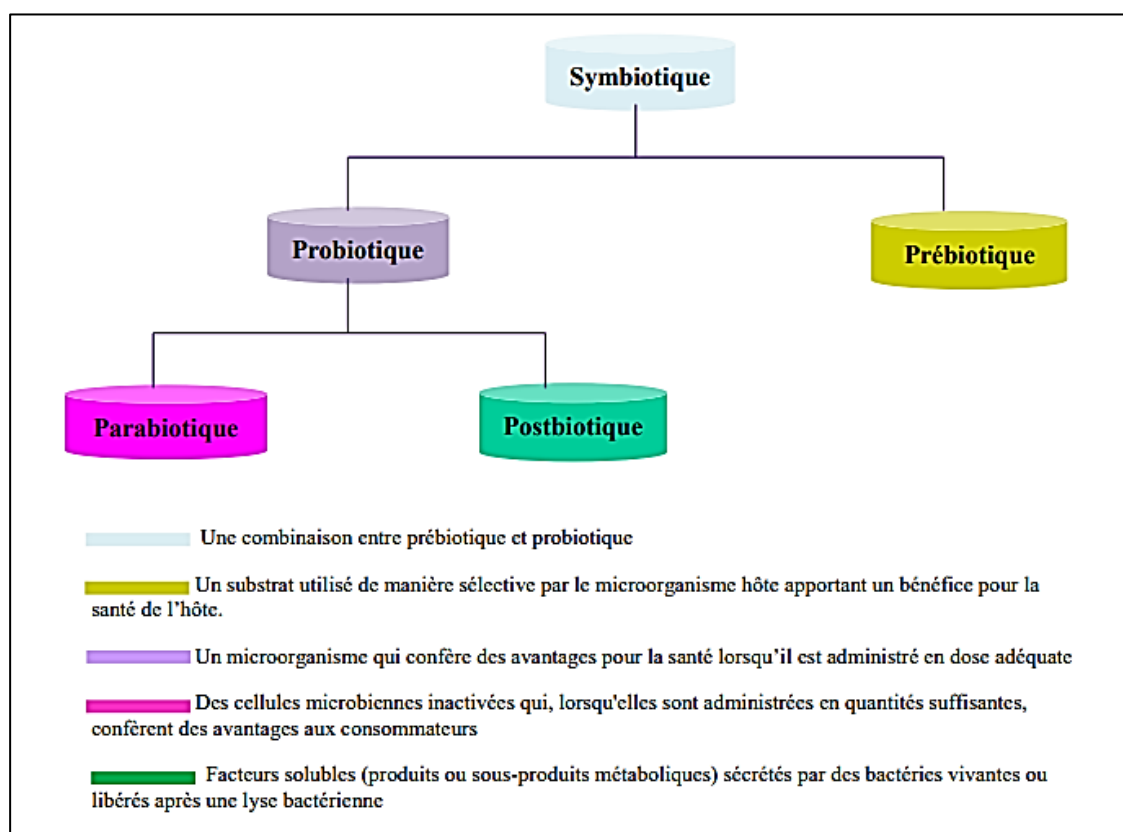 Symbiotique
Probiotique
Prébiotique
Parabiotique
Postbiotique
Une combinaison entre prébiotique et probiotique
Un substrat utilisé de manière sélective par le microorganisme hôte apportant un bénéfice pour la
santé de l’hôte.
Un microorganisme qui confère des avantages pour la santé lorsqu’il est administré en dose adéquate
Des cellules microbiennes inactivées qui, lorsqu'elles sont administrées en quantités suffisantes,
confèrent des avantages aux consommateurs
Facteurs solubles (produits ou sous-produits métaboliques) sécrétés par des bactéries vivantes ou
libérés après une lyse bactérienne